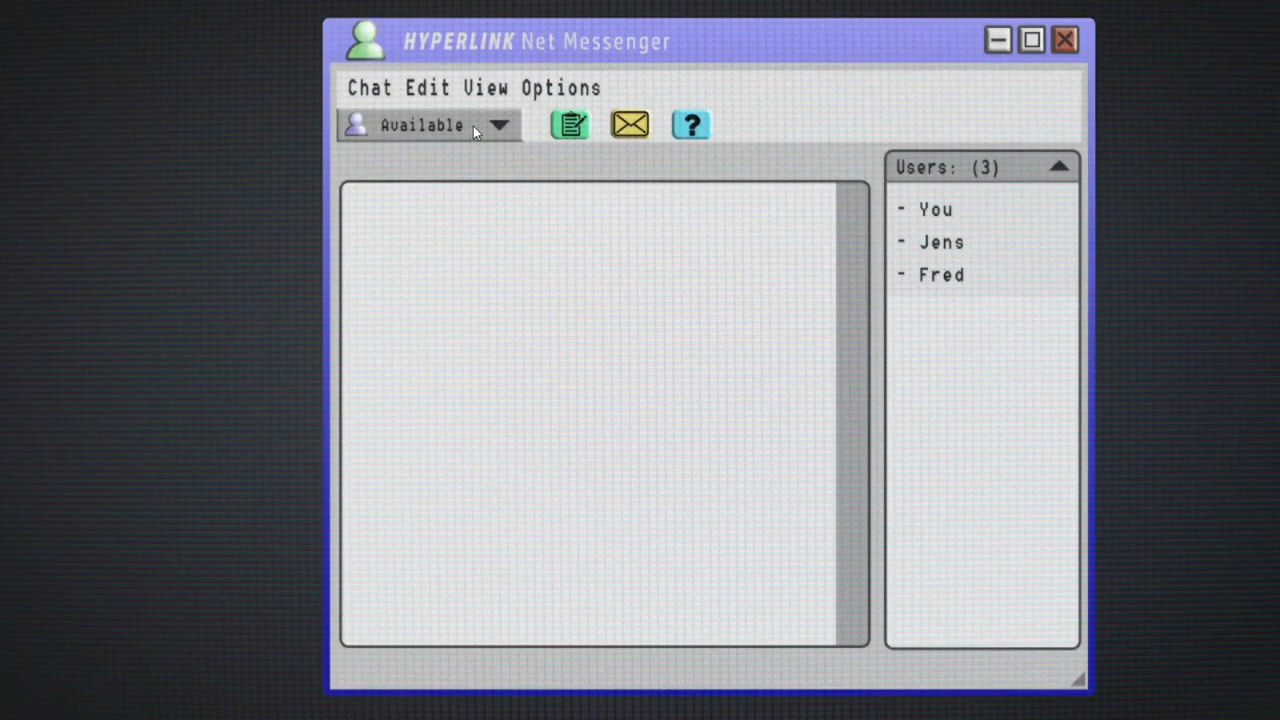 HYPERLINK Net Messenger
Chat Edit View Options
Available
?
Users: (3)
- You
- Jens
- Fred